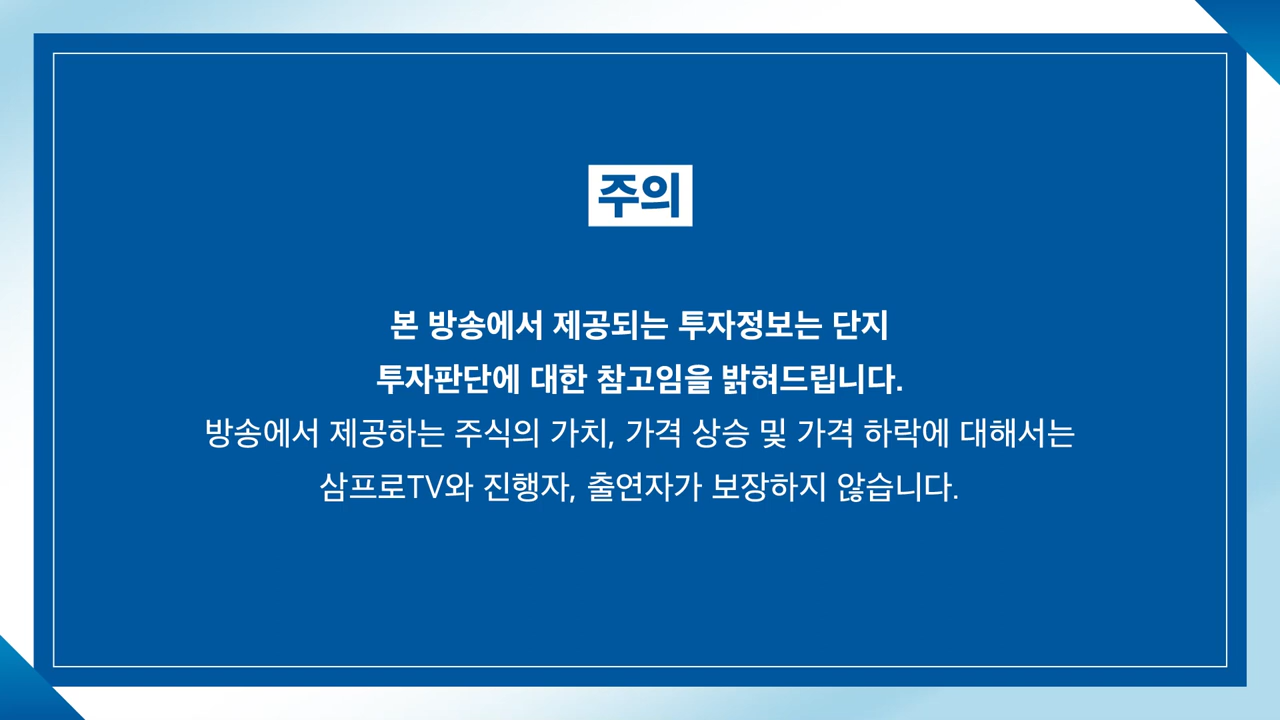 주의
본 방송에서 제공되는 투자정보는 단지
투자판단에 대한 참고임을 밝혀드립니다.
방송에서 제공하는 주식의 가치, 가격 상승 및 가격 하락에 대해서는
삼프로TV와 진행자, 출연자가 보장하지 않습니다.